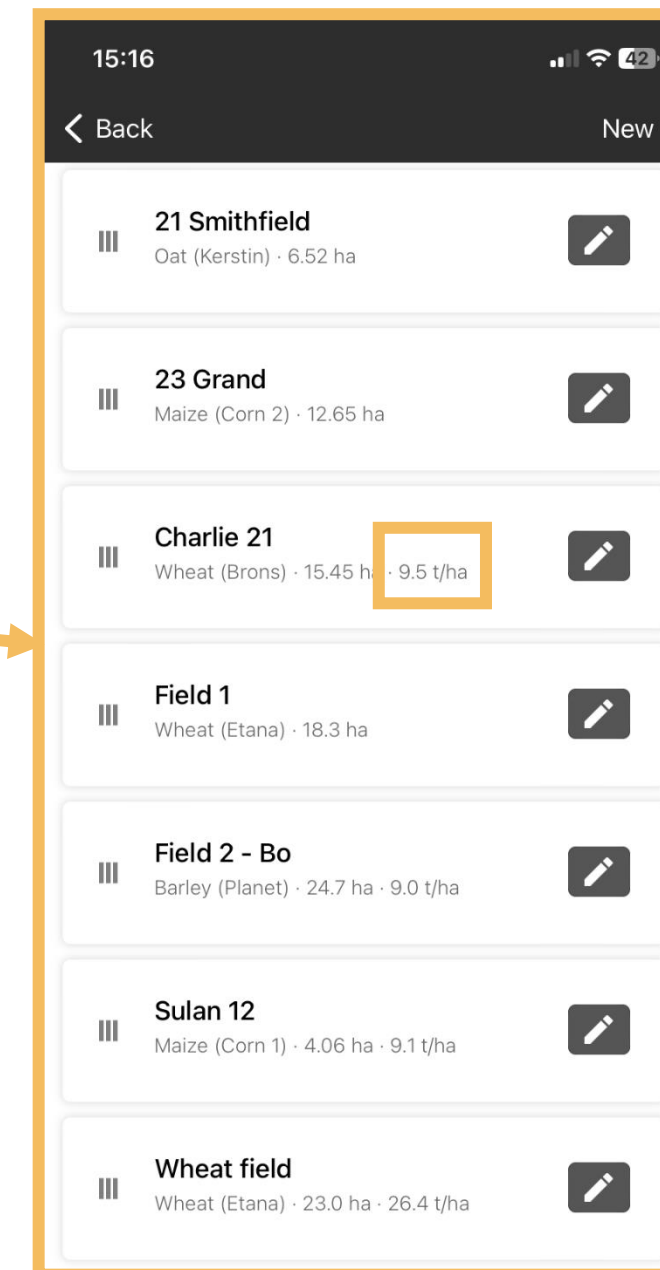 15:16
42
Back
New
21 Smithfield
Oat (Kerstin) · 6.52 ha
23 Grand
Maize (Corn 2) · 12.65 ha
Charlie 21
Wheat (Brons) · 15.45 ha · 9.5 t/ha
Field 1
Wheat (Etana) · 18.3 ha
Field 2 - Bo
Barley (Planet) · 24.7 ha · 9.0 t/ha
Sulan 12
Maize (Corn 1) · 4.06 ha · 9.1 t/ha
Wheat field
Wheat (Etana) · 23.0 ha · 26.4 t/ha